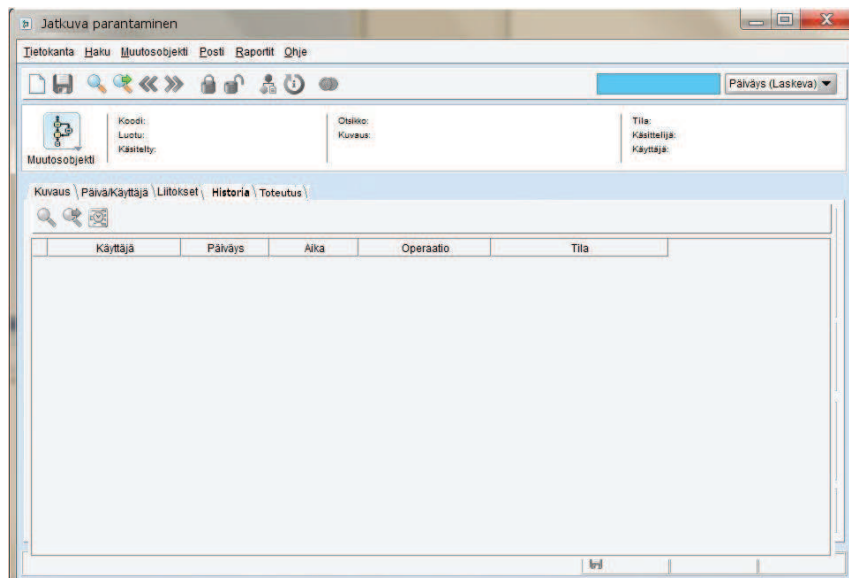 Jatkuva parantaminen
Tietokanta Haku Muutosobjekti Posti Raportit Ohje
Päiväys (Laskeva)
Muutosobjekti
Koodi:
Luotu:
Käsitelty:
Otsikko:
Kuvaus:
Tila:
Käsittelijä:
Käyttäjä:
Kuvaus Päivä/Käyttäjä Liitokset Historia Toteutus
Käyttäjä Päiväys Aika Operaatio Tila